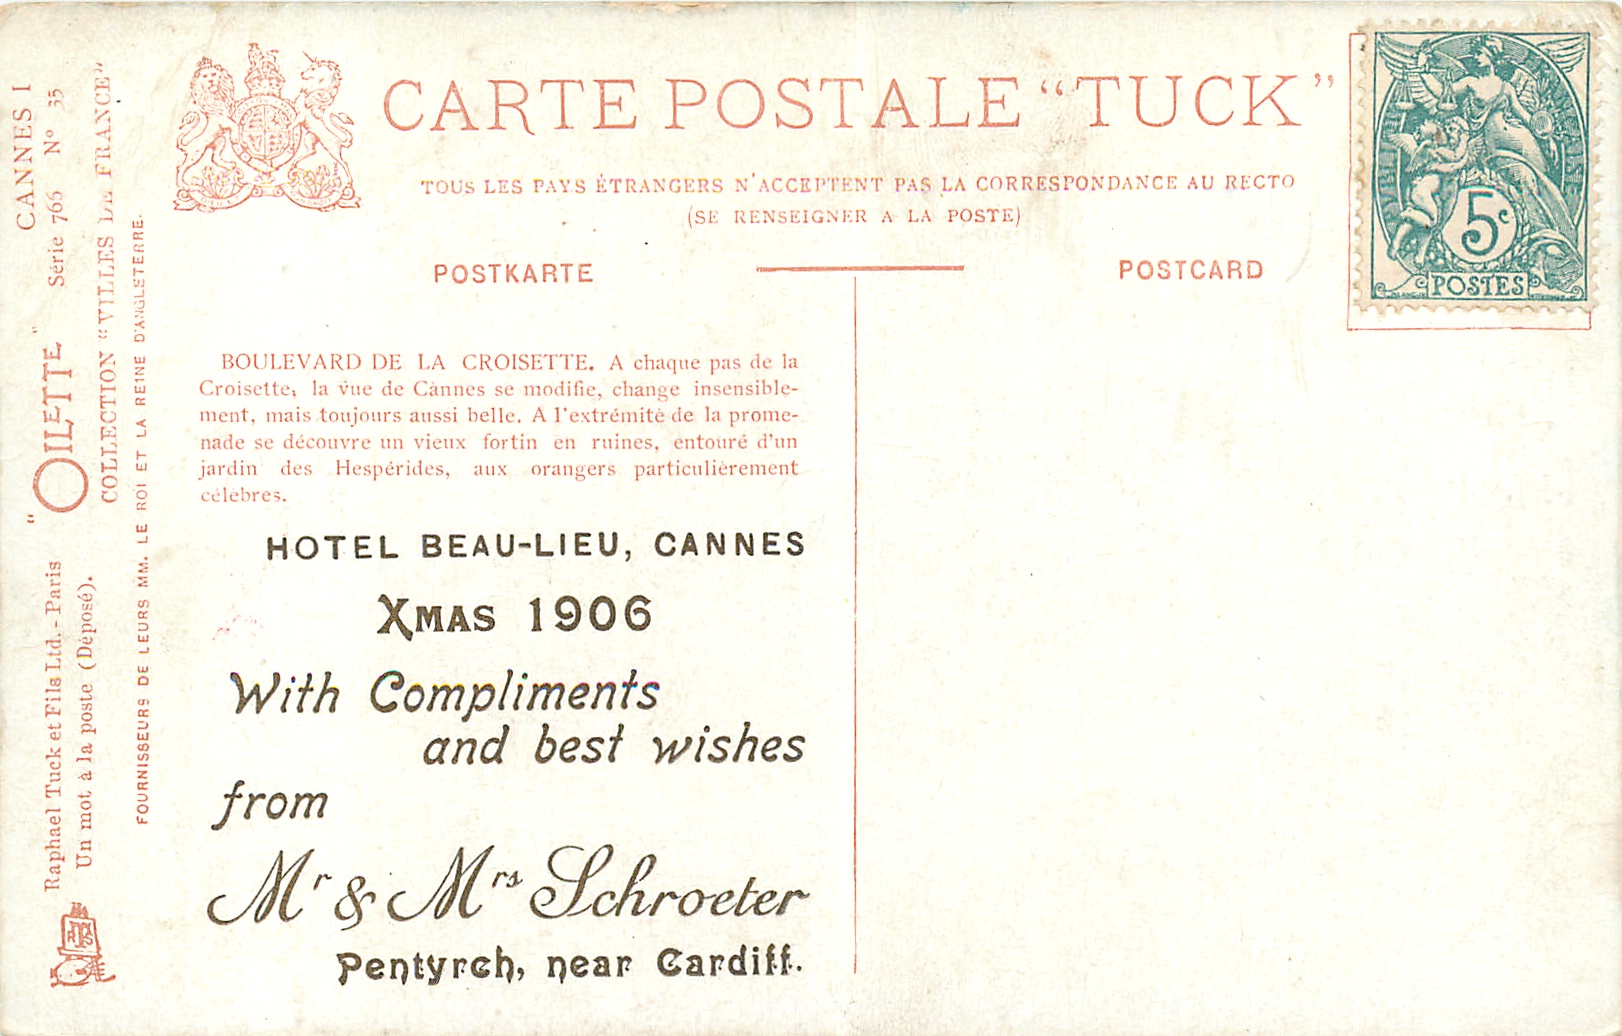 CARTE POSTALE “TUCK”
TOUS LES PAYS ÉTRANGERS N'ACCEPTENT PAS LA CORRESPONDANCE AU RECTO
(SE RENSEIGNER A LA POSTE)
POSTKARTE
POSTCARD
5c
POSTES
CANNES I
“OILETTE” Série 766 N° 35
COLLECTION “VILLES DE FRANCE”
Raphael Tuck et Fils Ltd. - Paris
Un mot à la poste (Déposé).
FOURNISSEURS DE LEURS MM. LE ROI ET LA REINE D'ANGLETERRE.
BOULEVARD DE LA CROISETTE. A chaque pas de la
Croisette, la vue de Cannes se modifie, change insensible-
ment, mais toujours aussi belle. A l'extrémité de la prome-
nade se découvre un vieux fortin en ruines, entouré d'un
jardin des Hespérides, aux orangers particulièrement
célèbres.
HOTEL BEAU-LIEU, CANNES
XMAS 1906
With Compliments
and best wishes
from
Mr & Mrs Schroeter
Pentyrch, near Cardiff.